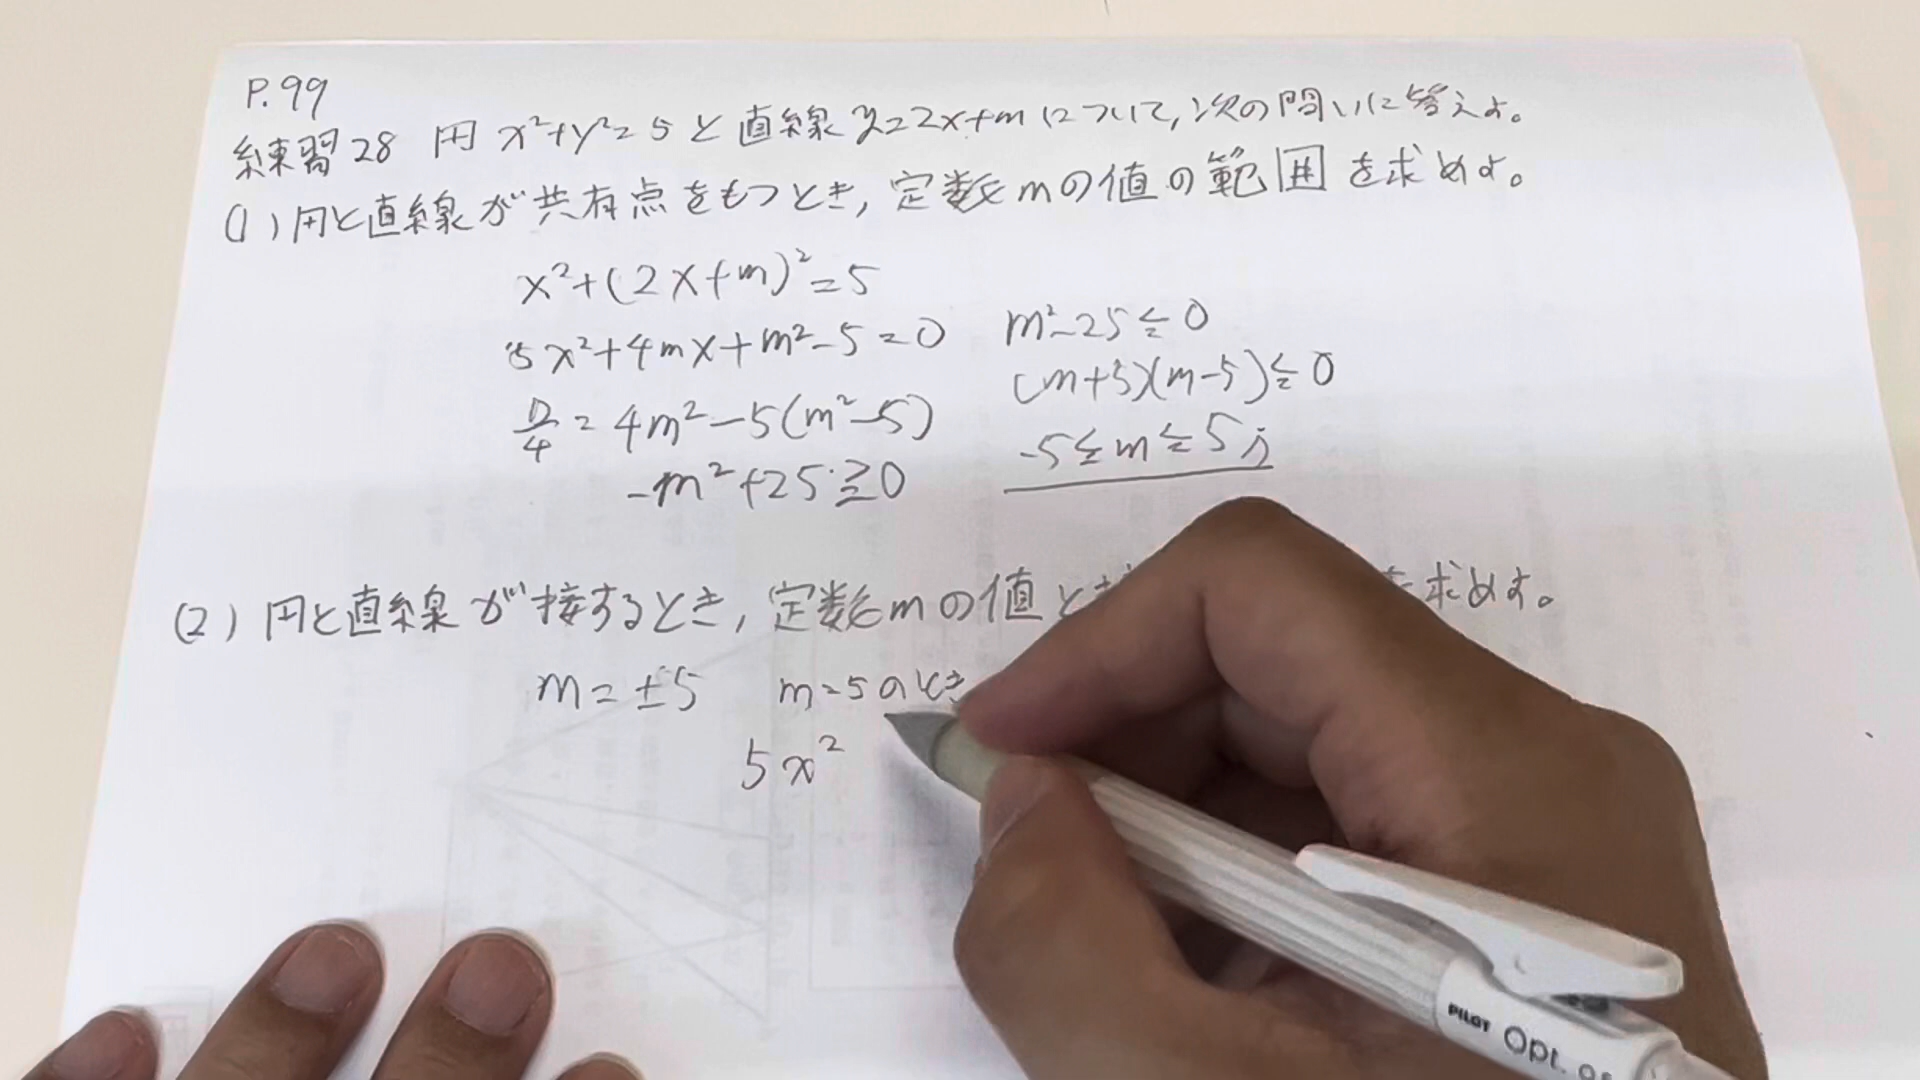 P.99
練習28 円 x²+y²=5 と直線 y=2x+m について,次の問いに答えよ。
(1)円と直線が共有点をもつとき,定数mの値の範囲を求めよ。
x²+(2x+m)²=5
5x²+4mx+m²-5=0
D/4=4m²-5(m²-5)
-m²+25≧0
m²-25≦0
(m+5)(m-5)≦0
-5≦m≦5
(2)円と直線が接するとき,定数mの値と を求めよ。
m=±5 m=5のとき
5x²
PILOT Opt.